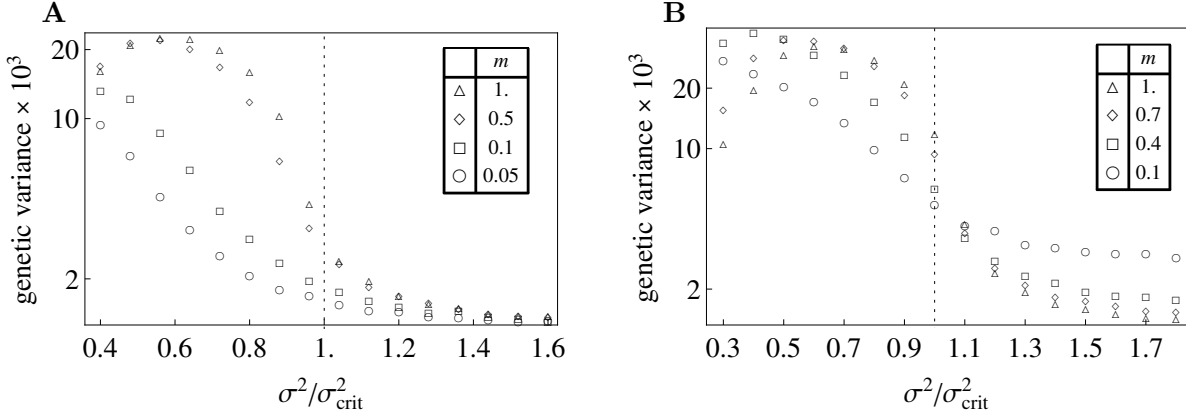 A
genetic variance × 10³
20
10
2
0.4 0.6 0.8 1. 1.2 1.4 1.6
σ²/σ²crit
m
1.
0.5
0.1
0.05
B
genetic variance × 10³
20
10
2
0.3 0.5 0.7 0.9 1.1 1.3 1.5 1.7
σ²/σ²crit
m
1.
0.7
0.4
0.1